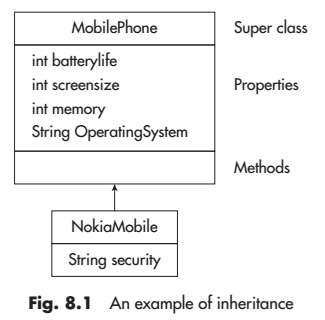 MobilePhone Super class
int batterylife
int screensize Properties
int memory
String OperatingSystem
Methods
NokiaMobile
String security
Fig. 8.1 An example of inheritance